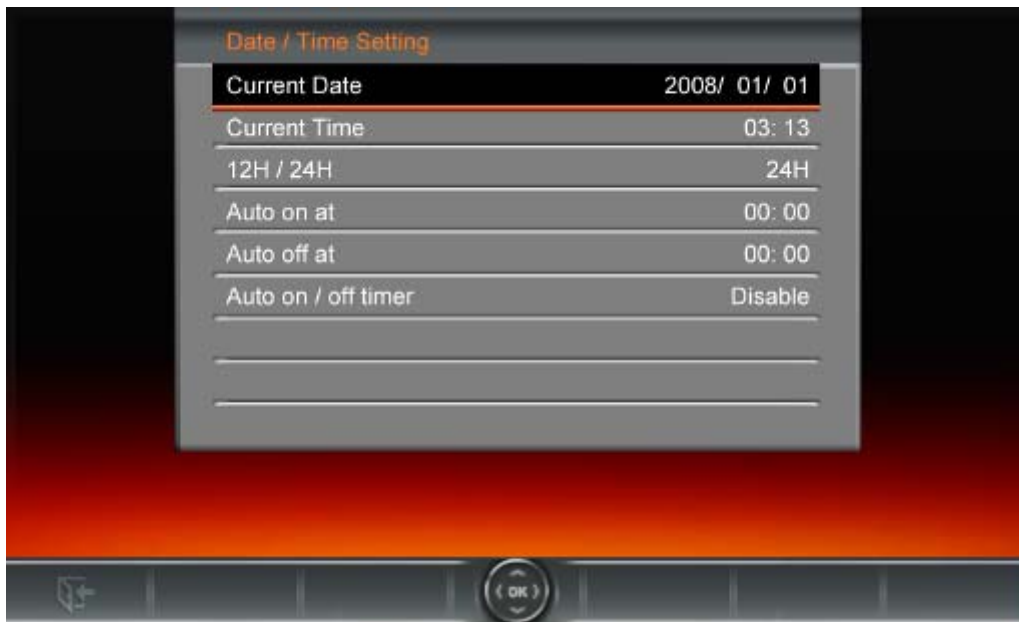 Date / Time Setting
Current Date 2008/ 01/ 01
Current Time 03: 13
12H / 24H 24H
Auto on at 00: 00
Auto off at 00: 00
Auto on / off timer Disable
OK